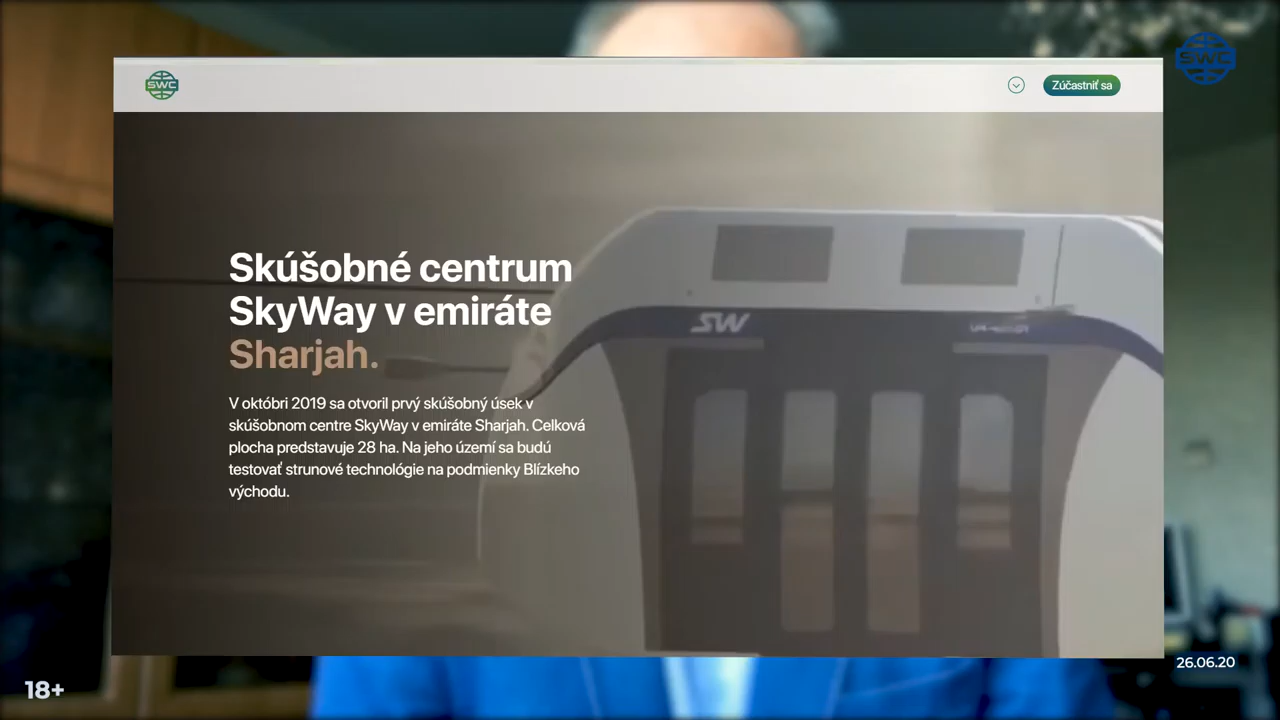 SWC
SWC
Zúčastniť sa
Skúšobné centrum
SkyWay v emiráte
Sharjah.
SW
V októbri 2019 sa otvoril prvý skúšobný úsek v
skúšobnom centre SkyWay v emiráte Sharjah. Celková
plocha predstavuje 28 ha. Na jeho území sa budú
testovať strunové technológie na podmienky Blízkeho
východu.
26.06.20
18+